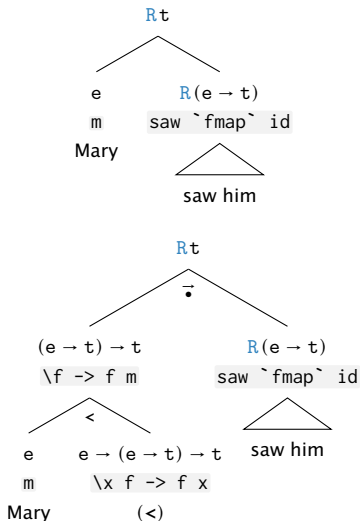 Rt
e R(e → t)
m saw `fmap` id
Mary
saw him
Rt
→
•
(e → t) → t R(e → t)
\f -> f m saw `fmap` id
<
saw him
e e → (e → t) → t
m \x f -> f x
Mary (<)